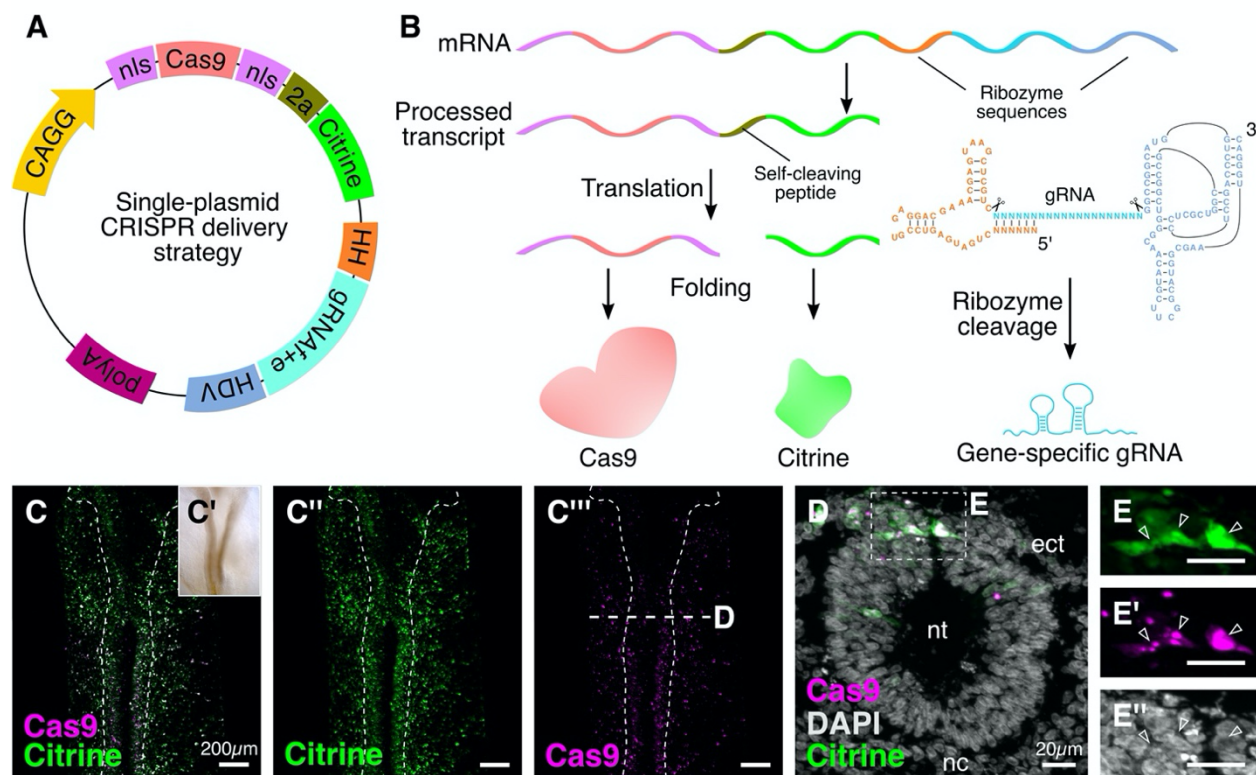 A
nls
Cas9
nls
2a
Citrine
CAGG
HH
gRNAf+e
HDV
polyA
Single-plasmid
CRISPR delivery
strategy
B
mRNA
Ribozyme
sequences
Processed
transcript
Self-cleaving
peptide
Translation
gRNA
5'
3'
Folding
Ribozyme
cleavage
Cas9
Citrine
Gene-specific gRNA
C
C'
Cas9
Citrine
200µm
C''
Citrine
C'''
D
Cas9
D
E
ect
nt
nc
Cas9
DAPI
Citrine
20µm
E
E'
E''